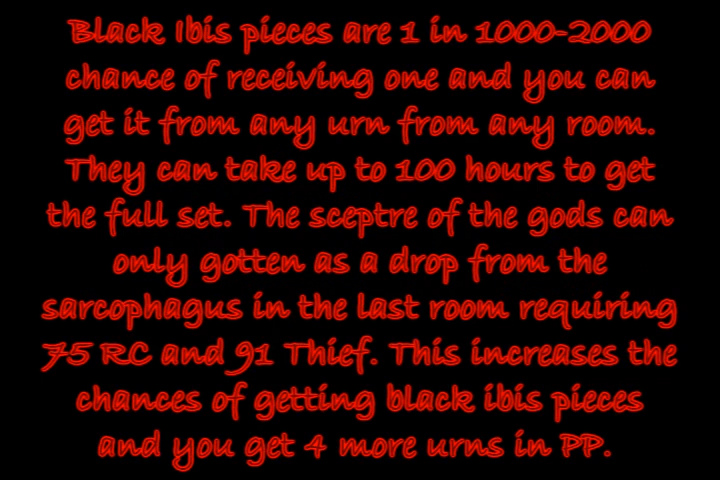 Black Ibis pieces are 1 in 1000-2000
chance of receiving one and you can
get it from any urn from any room.
They can take up to 100 hours to get
the full set. The sceptre of the gods can
only gotten as a drop from the
sarcophagus in the last room requiring
75 RC and 91 Thief. This increases the
chances of getting black ibis pieces
and you get 4 more urns in PP.